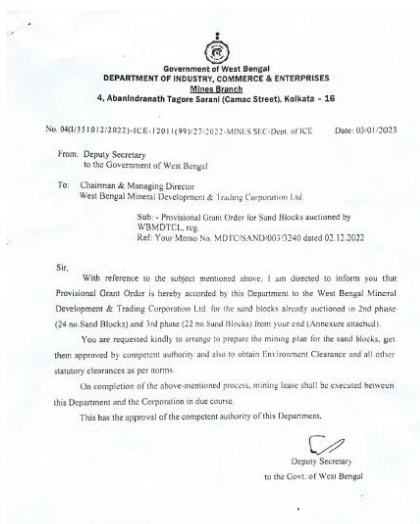 Government of West Bengal
DEPARTMENT OF INDUSTRY, COMMERCE & ENTERPRISES
Mines Branch
4, Abanindranath Tagore Sarani (Camac Street), Kolkata - 16
No. 04(I/351012/2022)-ICE-12011(99)/27/2022-MINES SEC-Dept. of ICE Date: 03/01/2023
From: Deputy Secretary
to the Government of West Bengal
To: Chairman & Managing Director
West Bengal Mineral Development & Trading Corporation Ltd.
Sub: - Provisional Grant Order for Sand Blocks auctioned by
WBMDTCL, reg.
Ref: Your Memo No. MDTC/SAND/003/3240 dated 02.12.2022
Sir,
With reference to the subject mentioned above, I am directed to inform you that
Provisional Grant Order is hereby accorded by this Department to the West Bengal Mineral
Development & Trading Corporation Ltd. for the sand blocks already auctioned in 2nd phase
(24 no.Sand Blocks) and 3rd phase (22 no Sand Blocks) from your end (Annexure attached).
You are requested kindly to arrange to prepare the mining plan for the sand blocks, get
them approved by competent authority and also to obtain Environment Clearance and all other
statutory clearances as per norms.
On completion of the above-mentioned process, mining lease shall be executed between
this Department and the Corporation in due course.
This has the approval of the competent authority of this Department.
Deputy Secretary
to the Govt. of West Bengal